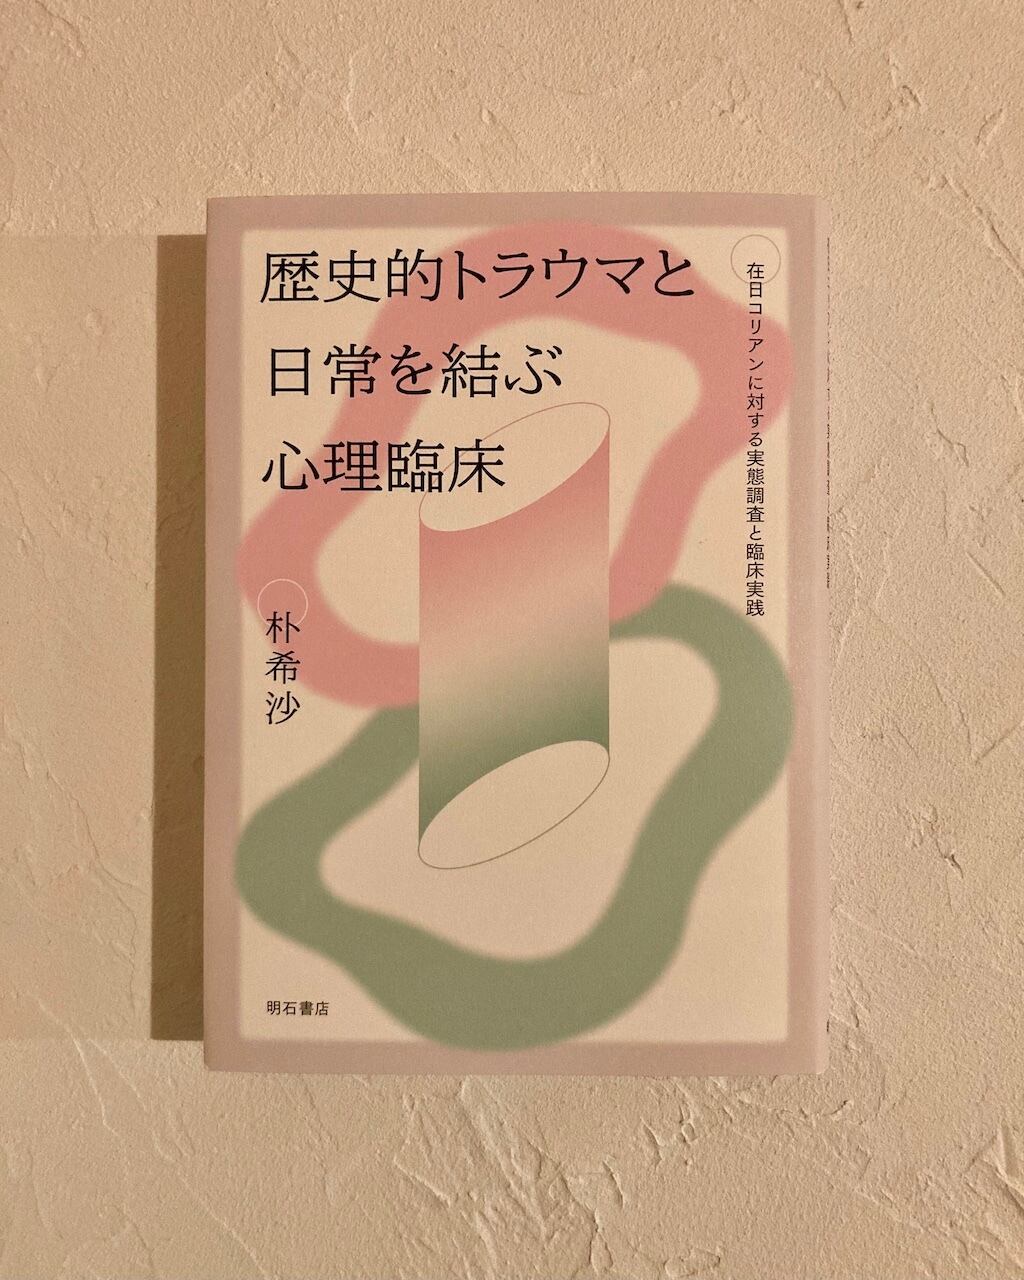 歴史的トラウマと
日常を結ぶ
心理臨床
在日コリアンに対する実態調査と臨床実践
朴希沙
明石書店